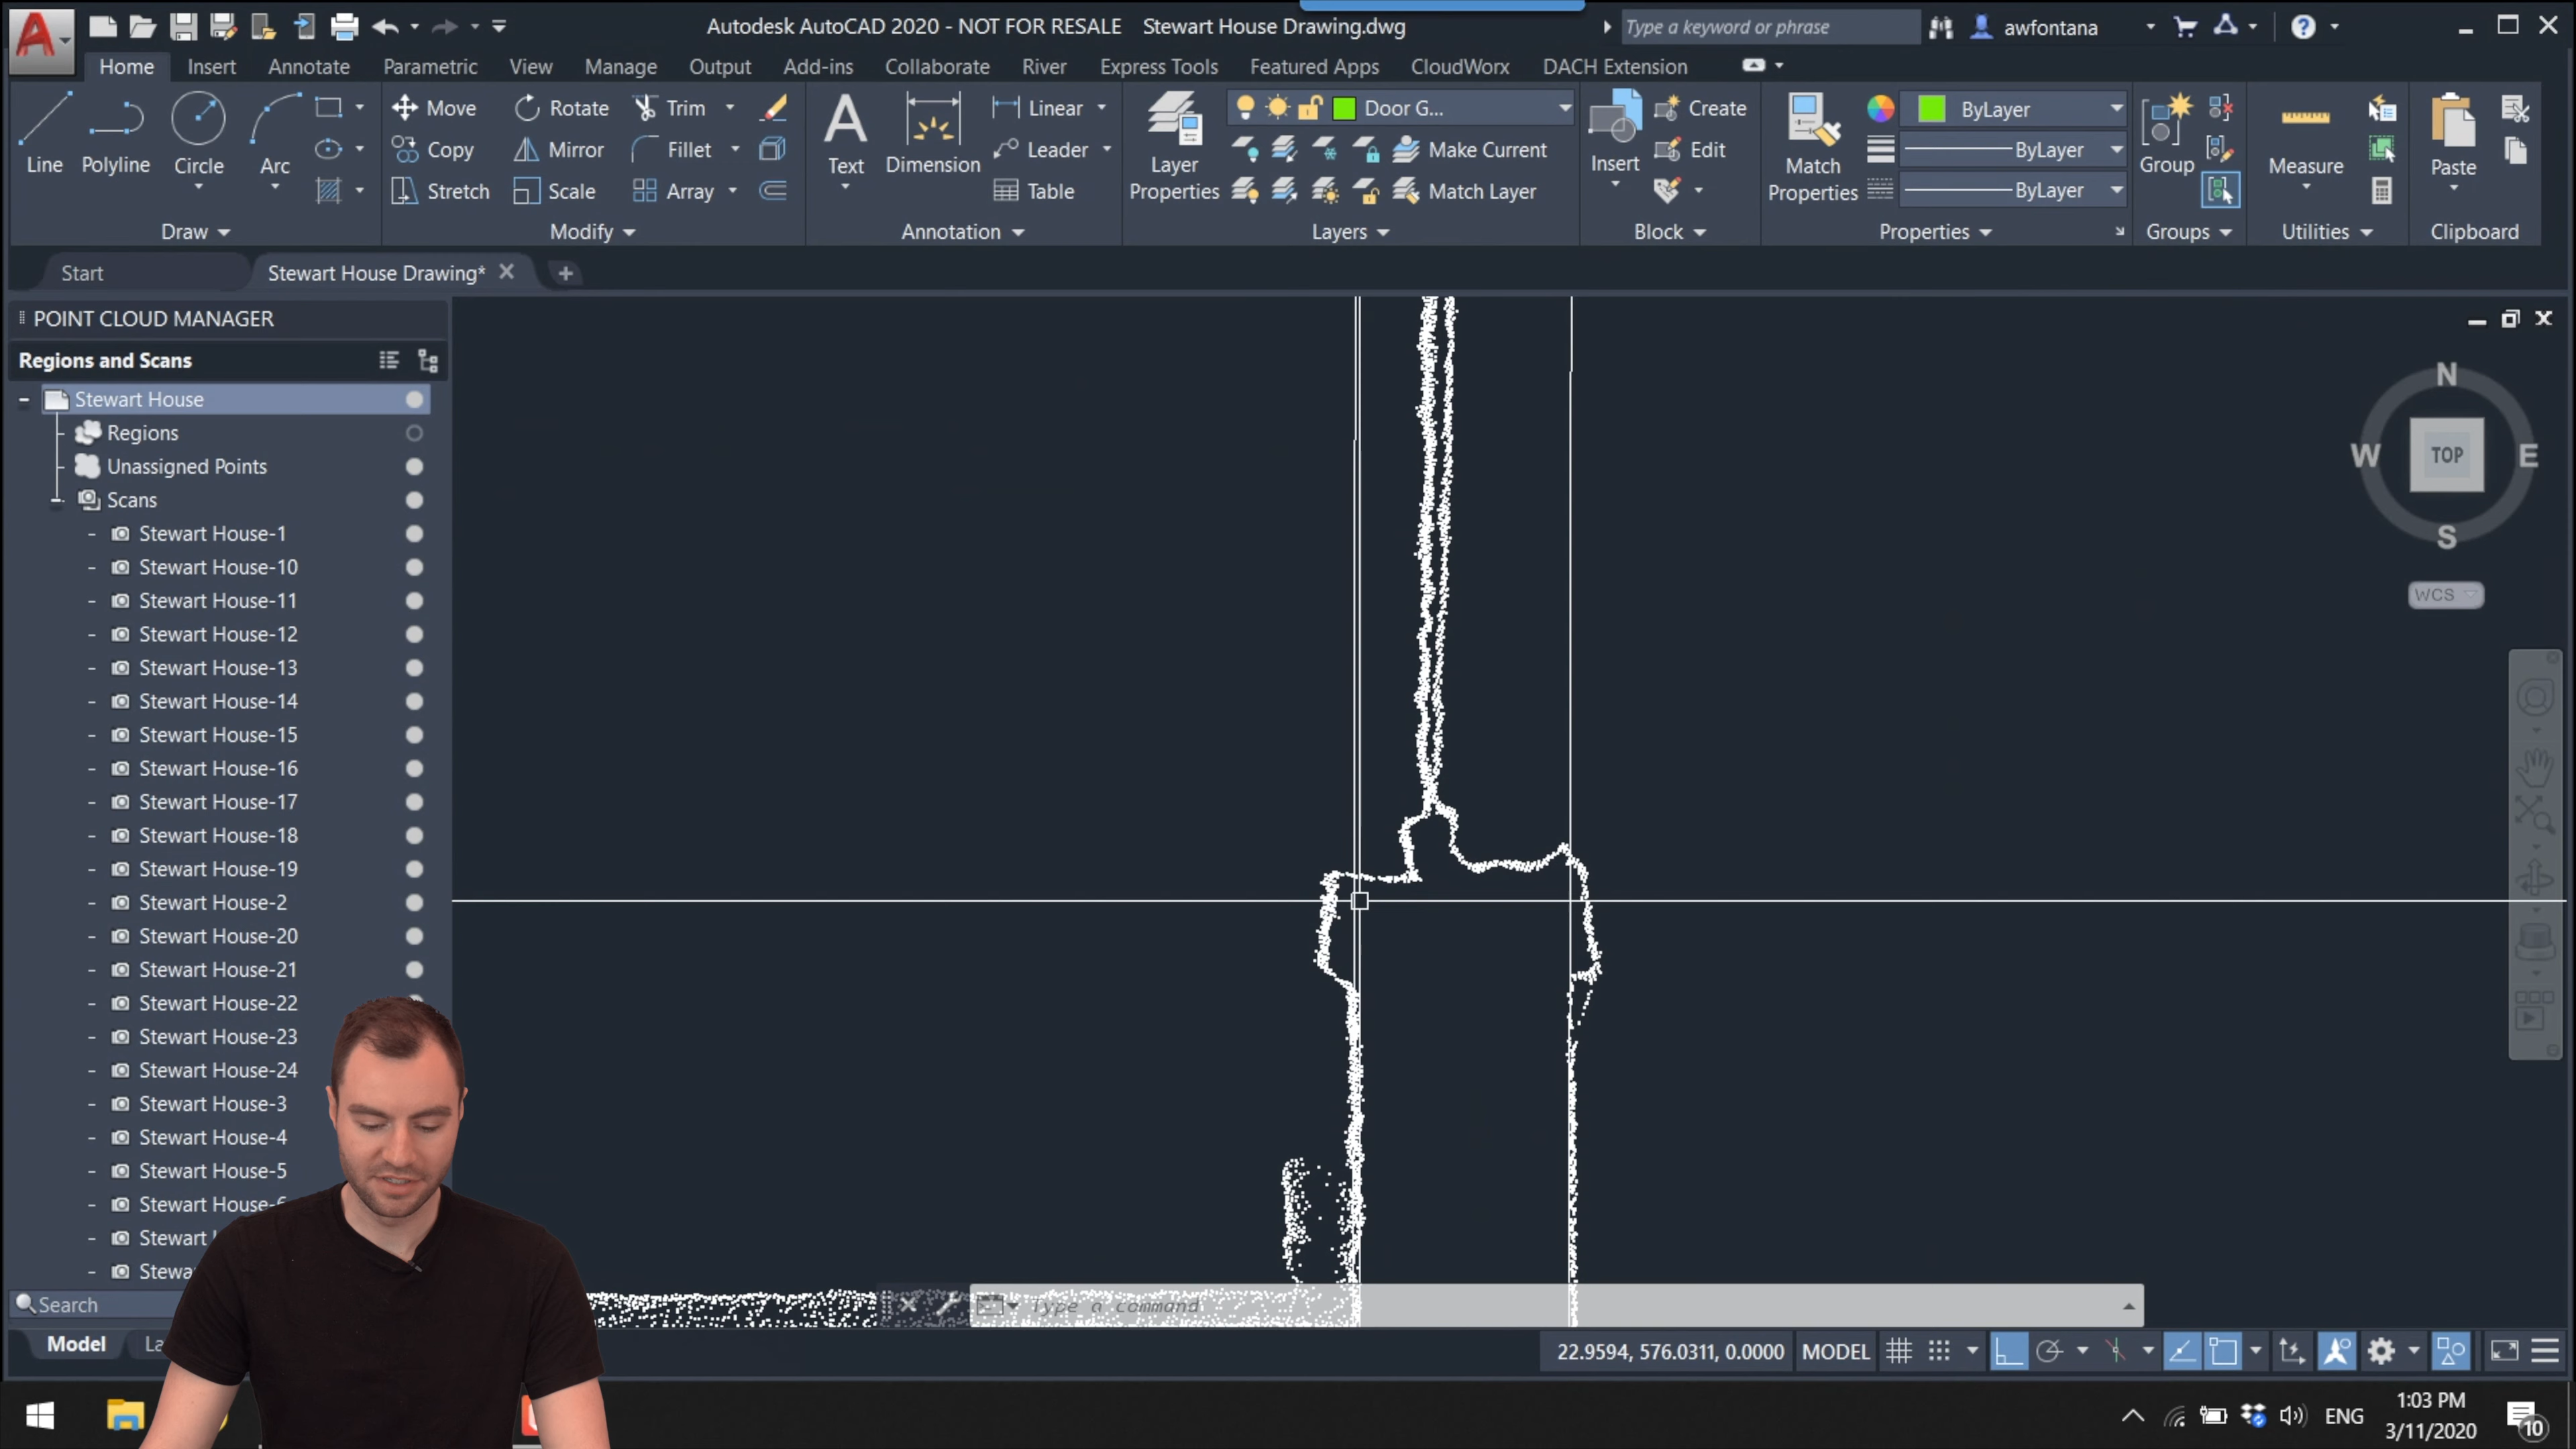 Autodesk AutoCAD 2020 - NOT FOR RESALE Stewart House Drawing.dwg
Type a keyword or phrase
awfontana
Home Insert Annotate Parametric View Manage Output Add-ins Collaborate River Express Tools Featured Apps CloudWorx DACH Extension
Line
Polyline
Circle
Arc
Draw
Move
Rotate
Trim
Copy
Mirror
Fillet
Stretch
Scale
Array
Modify
Text
Dimension
Linear
Leader
Table
Annotation
Layer
Properties
Door G...
Make Current
Match Layer
Layers
Insert
Create
Edit
Block
Match
Properties
ByLayer
ByLayer
ByLayer
Properties
Group
Groups
Measure
Utilities
Paste
Clipboard
Start
Stewart House Drawing*
POINT CLOUD MANAGER
Regions and Scans
Stewart House
Regions
Unassigned Points
Scans
Stewart House-1
Stewart House-10
Stewart House-11
Stewart House-12
Stewart House-13
Stewart House-14
Stewart House-15
Stewart House-16
Stewart House-17
Stewart House-18
Stewart House-19
Stewart House-2
Stewart House-20
Stewart House-21
Stewart House-22
Stewart House-23
Stewart House-24
Stewart House-3
Stewart House-4
Stewart House-5
Stewart House-
Stewart
Stewa
Search
Model
La
N
W
TOP
E
S
WCS
Type a command
22.9594, 576.0311, 0.0000
MODEL
ENG
1:03 PM
3/11/2020
10